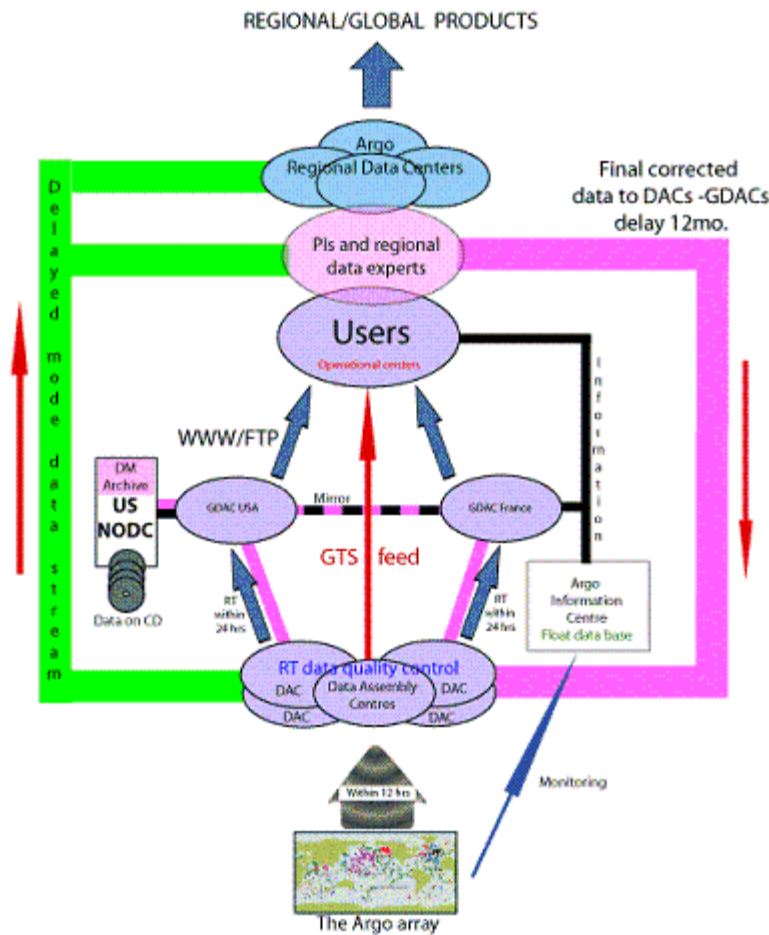 REGIONAL/GLOBAL PRODUCTS
Argo
Regional Data Centers
Final corrected
data to DACs -GDACs
delay 12mo.
PIs and regional
data experts
Delayed mode data stream
Users
Operational centers
Information
WWW/FTP
DM
Archive
US
NODC
Data on CD
GDAC USA
Mirror
GDAC France
GTS feed
RT
within
24 hrs
RT
within
24 hrs
Argo
Information
Centre
Float data base
RT data quality control
DAC
Data Assembly
Centres
DAC
DAC
DAC
Within 12 hrs
Monitoring
The Argo array